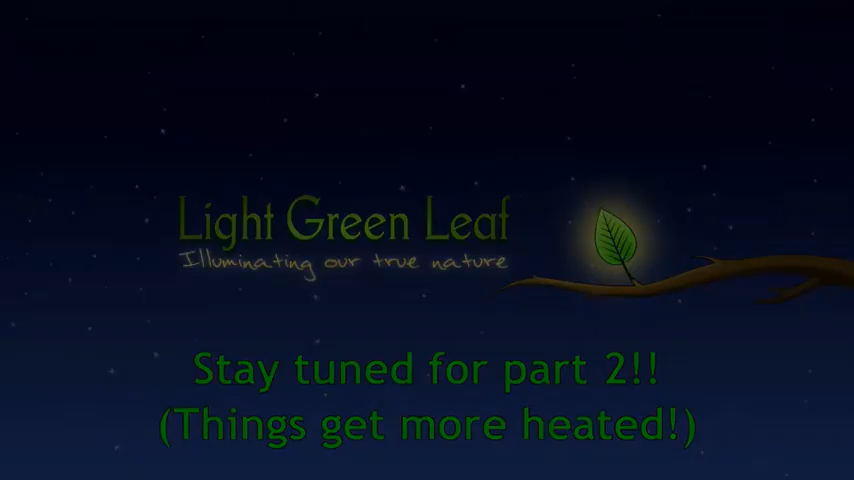 Light Green Leaf
Illuminating our true nature
Stay tuned for part 2!!
(Things get more heated!)